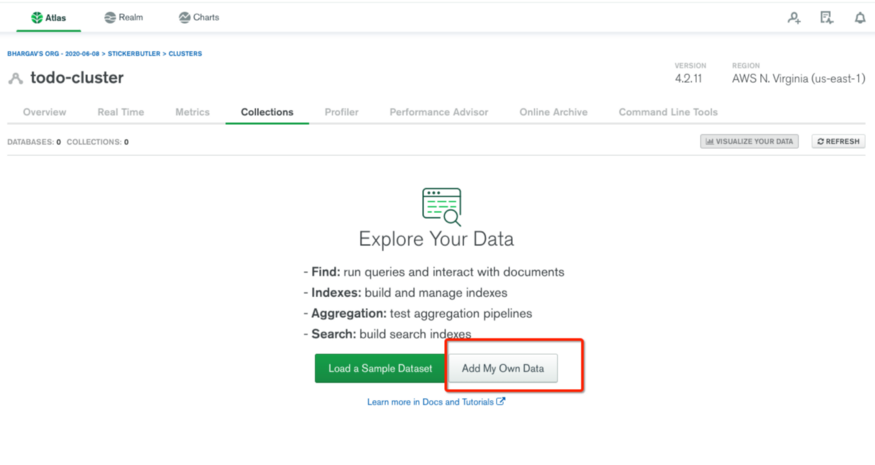 Atlas Realm Charts
BHARGAV'S ORG - 2020-06-08 > STICKERBUTLER > CLUSTERS
todo-cluster
VERSION REGION
4.2.11 AWS N. Virginia (us-east-1)
Overview Real Time Metrics Collections Profiler Performance Advisor Online Archive Command Line Tools
DATABASES: 0 COLLECTIONS: 0 VISUALIZE YOUR DATA REFRESH
Explore Your Data
- Find: run queries and interact with documents
- Indexes: build and manage indexes
- Aggregation: test aggregation pipelines
- Search: build search indexes
Load a Sample Dataset Add My Own Data
Learn more in Docs and Tutorials